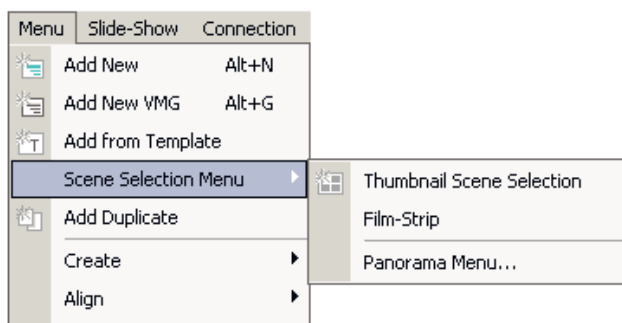 Menu Slide-Show Connection
Add New Alt+N
Add New VMG Alt+G
T Add from Template
Scene Selection Menu
Thumbnail Scene Selection
Add Duplicate
Film-Strip
Create
Panorama Menu...
Align